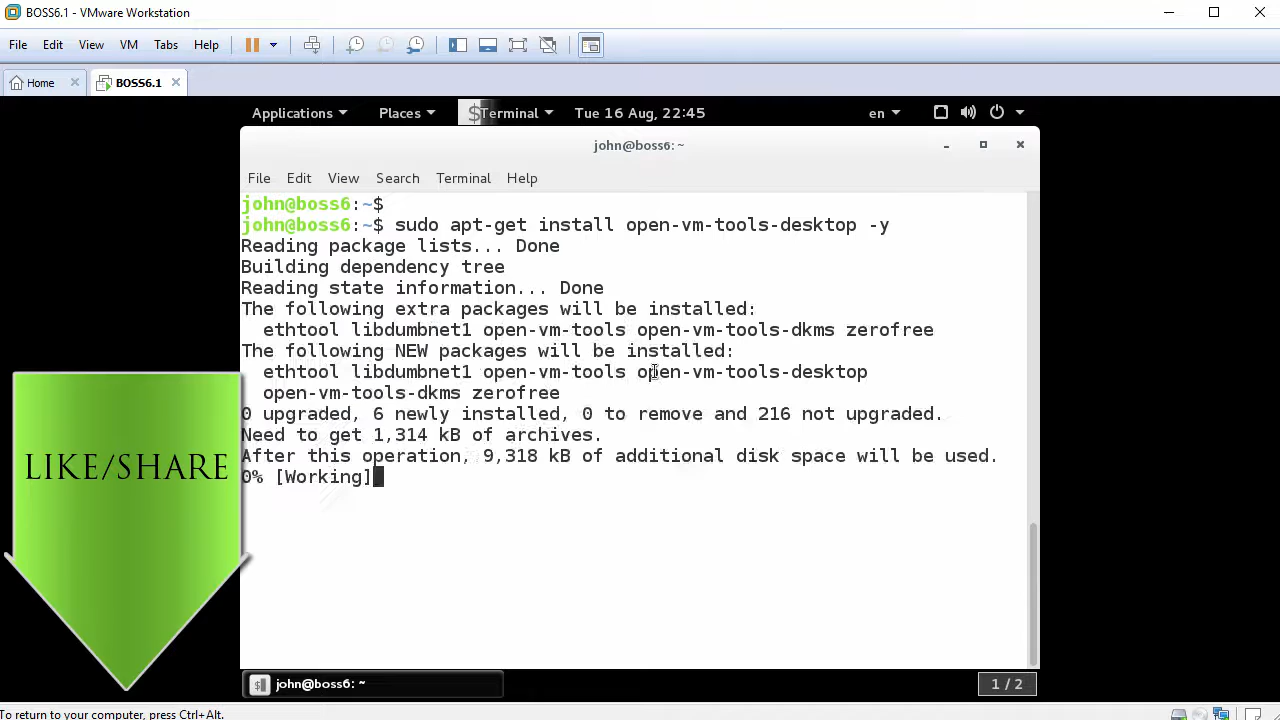 BOSS6.1 - VMware Workstation
File Edit View VM Tabs Help
Home BOSS6.1
Applications Places Terminal Tue 16 Aug, 22:45 en
john@boss6: ~
File Edit View Search Terminal Help
john@boss6:~$
john@boss6:~$ sudo apt-get install open-vm-tools-desktop -y
Reading package lists... Done
Building dependency tree
Reading state information... Done
The following extra packages will be installed:
ethtool libdumbnet1 open-vm-tools open-vm-tools-dkms zerofree
The following NEW packages will be installed:
ethtool libdumbnet1 open-vm-tools open-vm-tools-desktop
open-vm-tools-dkms zerofree
0 upgraded, 6 newly installed, 0 to remove and 216 not upgraded.
Need to get 1,314 kB of archives.
After this operation, 9,318 kB of additional disk space will be used.
0% [Working]
LIKE/SHARE
john@boss6: ~
1 / 2
To return to your computer, press Ctrl+Alt.